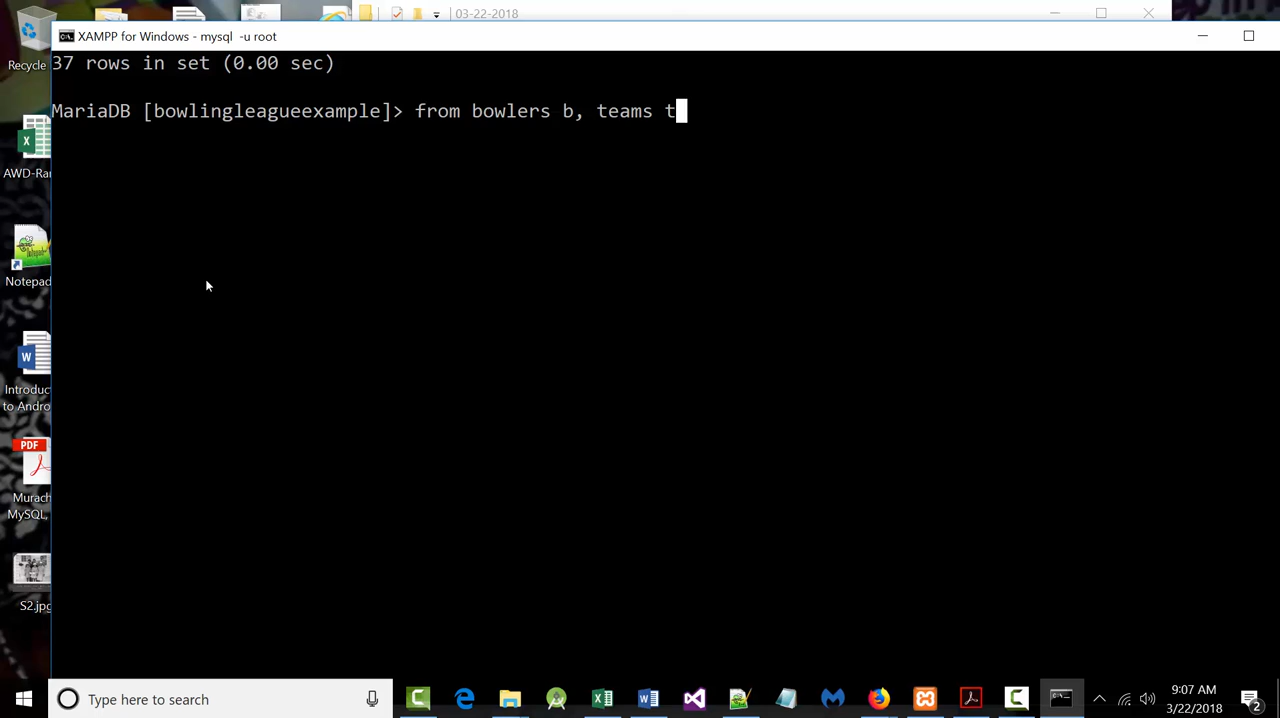 03-22-2018
XAMPP for Windows - mysql -u root
Recycle
37 rows in set (0.00 sec)
MariaDB [bowlingleagueexample]> from bowlers b, teams t
AWD-Ran
Notepad
Introduc
to Andro
PDF
Murach
MySQL,
S2.jpg
Type here to search
9:07 AM
3/22/2018
2